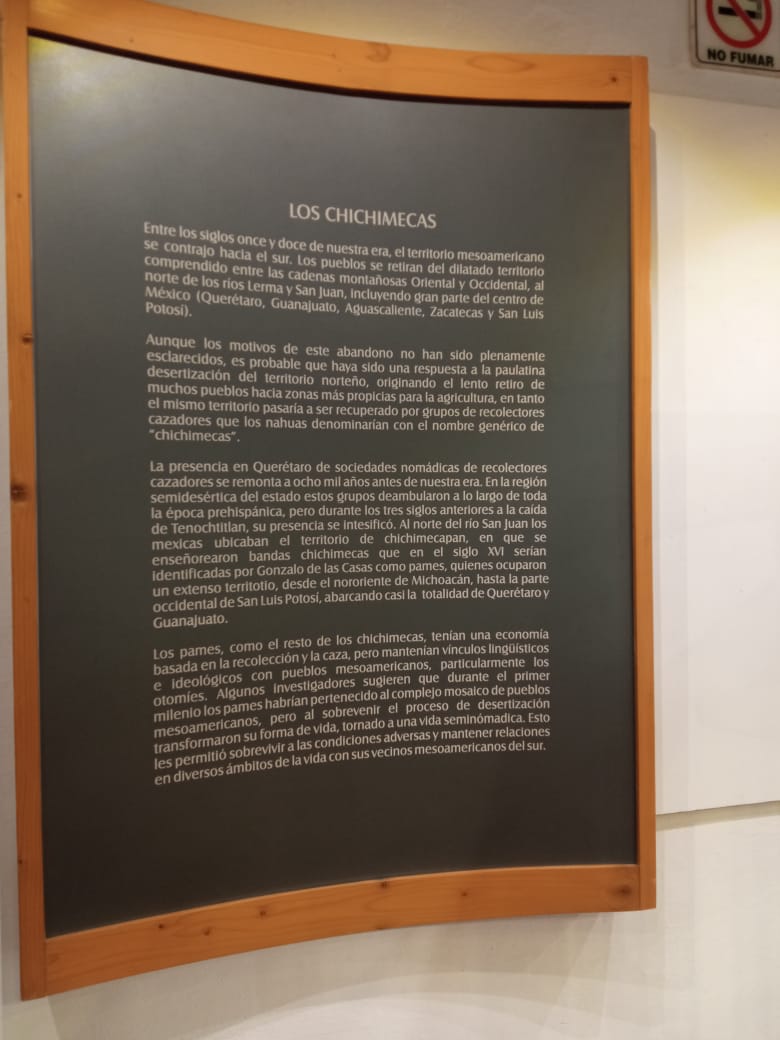 NO FUMAR
LOS CHICHIMECAS
Entre los siglos once y doce de nuestra era, el territorio mesoamericano
se contrajo hacia el sur. Los pueblos se retiran del dilatado territorio
comprendido entre las cadenas montañosas Oriental y Occidental, al
norte de los ríos Lerma y San Juan, incluyendo gran parte del centro de
México (Querétaro, Guanajuato, Aguascaliente, Zacatecas y San Luis
Potosí).
Aunque los motivos de este abandono no han sido plenamente
esclarecidos, es probable que haya sido una respuesta a la paulatina
desertización del territorio norteño, originando el lento retiro de
muchos pueblos hacia zonas más propicias para la agricultura, en tanto
el mismo territorio pasaría a ser recuperado por grupos de recolectores
cazadores que los nahuas denominarían con el nombre genérico de
"chichimecas".
La presencia en Querétaro de sociedades nomádicas de recolectores
cazadores se remonta a ocho mil años antes de nuestra era. En la región
semidesértica del estado estos grupos deambularon a lo largo de toda
la época prehispánica, pero durante los tres siglos anteriores a la caída
de Tenochtitlan, su presencia se intesificó. Al norte del río San Juan los
mexicas ubicaban el territorio de chichimecapan, en que se
enseñorearon bandas chichimecas que en el siglo XVI serían
identificadas por Gonzalo de las Casas como pames, quienes ocuparon
un extenso territotio, desde el nororiente de Michoacán, hasta la parte
occidental de San Luis Potosí, abarcando casi la totalidad de Querétaro y
Guanajuato.
Los pames, como el resto de los chichimecas, tenían una economía
basada en la recolección y la caza, pero mantenían vínculos lingüísticos
e ideológicos con pueblos mesoamericanos, particularmente los
otomíes. Algunos investigadores sugieren que durante el primer
milenio los pames habrían pertenecido al complejo mosaico de pueblos
mesoamericanos, pero al sobrevenir el proceso de desertización
transformaron su forma de vida, tornado a una vida seminómadica. Esto
les permitió sobrevivir a las condiciones adversas y mantener relaciones
en diversos ámbitos de la vida con sus vecinos mesoamericanos del sur.